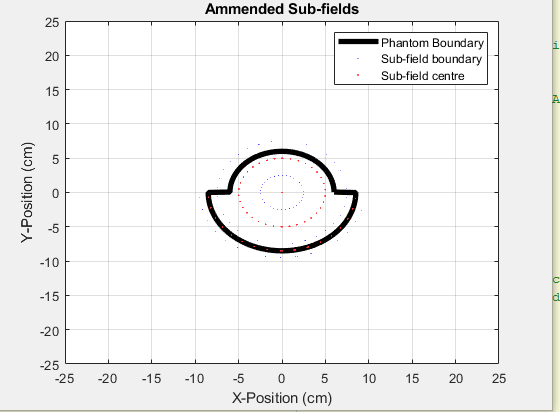 Ammended Sub-fields
25
20
15
10
5
0
-5
-10
-15
-20
-25
Y-Position (cm)
Phantom Boundary
Sub-field boundary
Sub-field centre
-25 -20 -15 -10 -5 0 5 10 15 20 25
X-Position (cm)
i
A
c
d